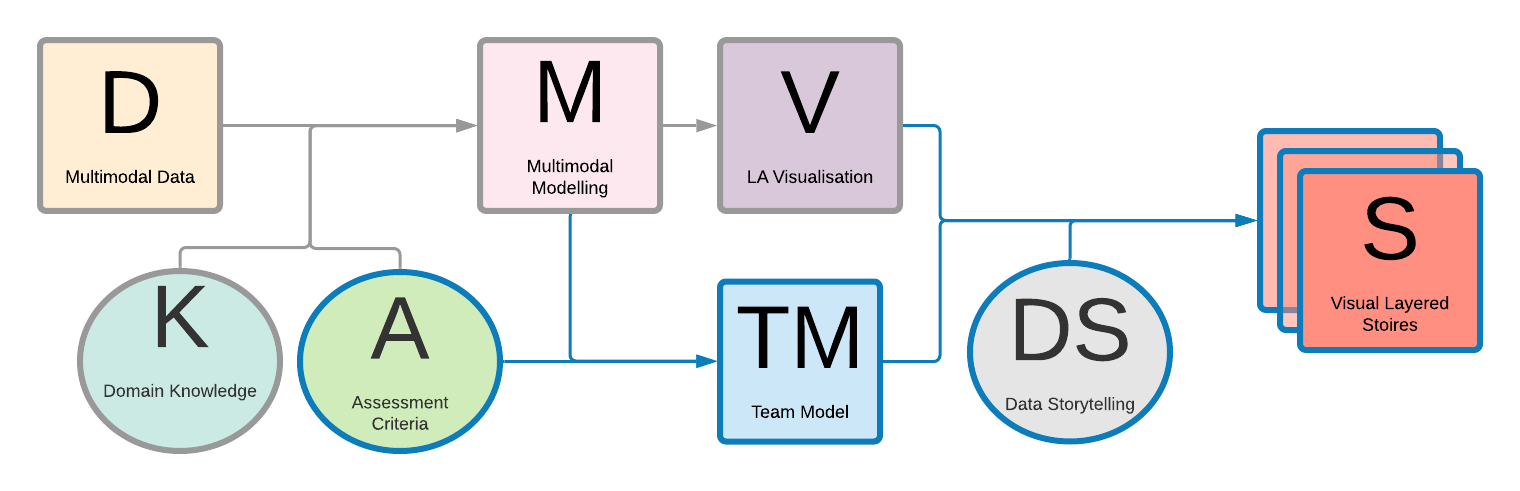 D
Multimodal Data
M
Multimodal
Modelling
V
LA Visualisation
S
Visual Layered
Stoires
K
Domain Knowledge
A
Assessment
Criteria
TM
Team Model
DS
Data Storytelling